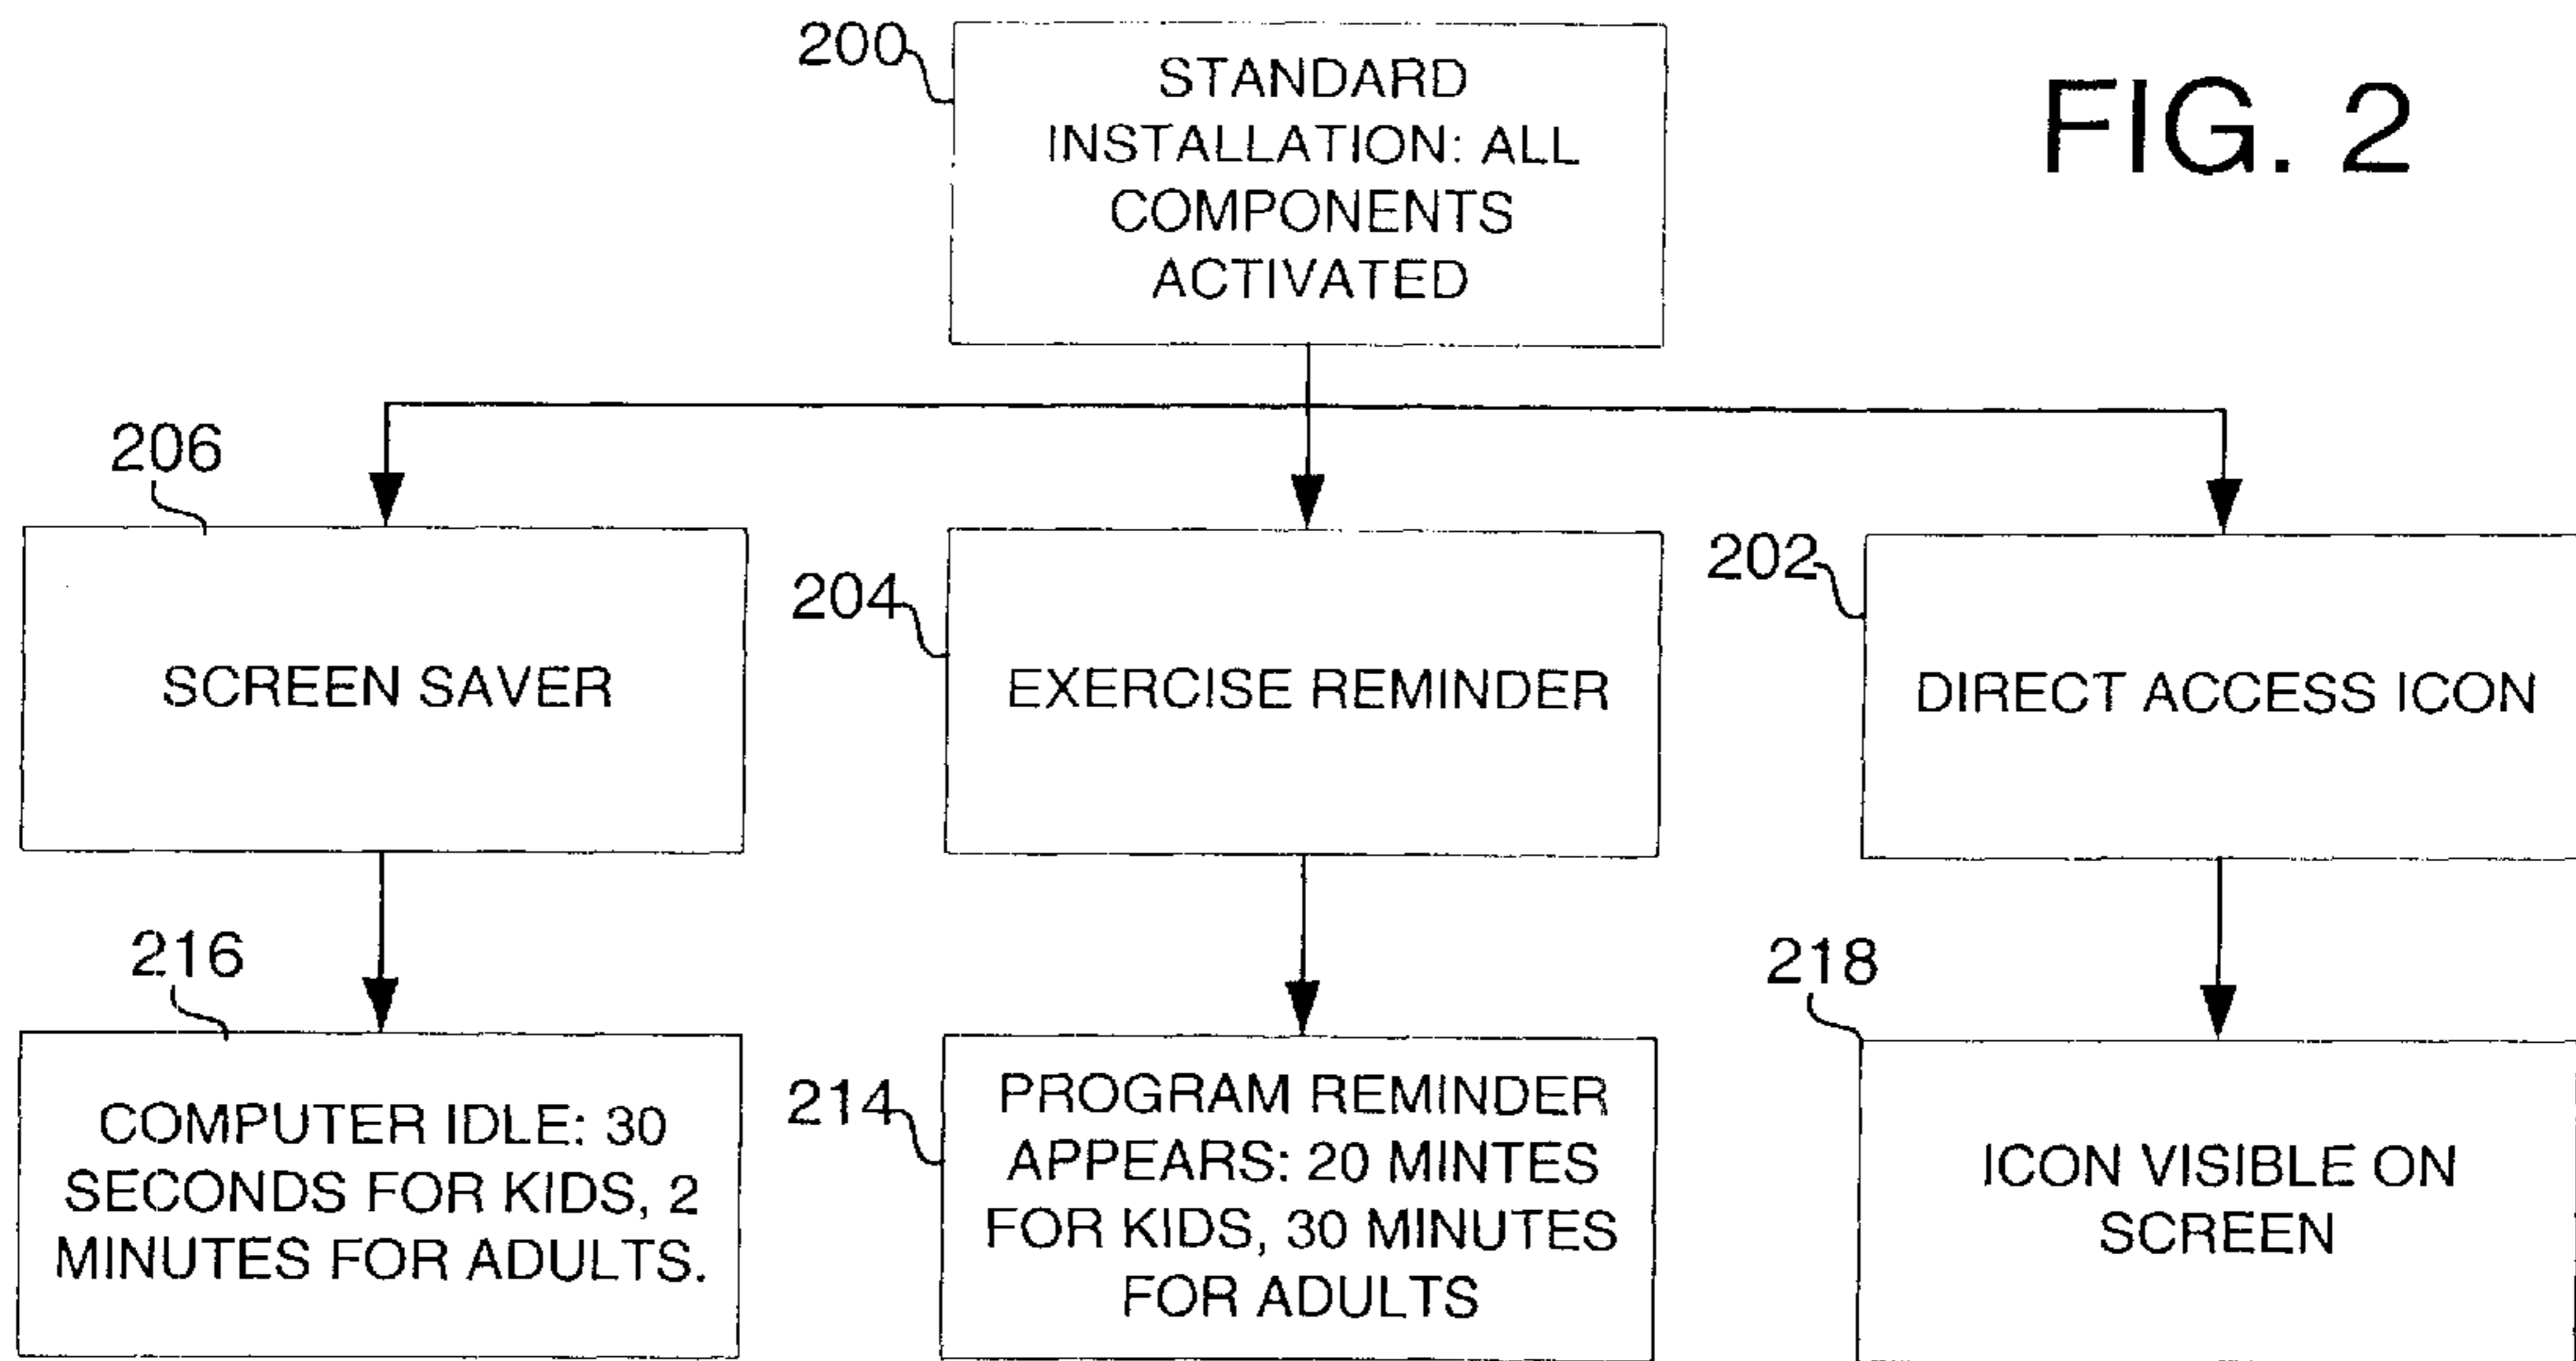 FIG. 2
200
STANDARD
INSTALLATION: ALL
COMPONENTS
ACTIVATED
206
SCREEN SAVER
204
EXERCISE REMINDER
202
DIRECT ACCESS ICON
216
COMPUTER IDLE: 30
SECONDS FOR KIDS, 2
MINUTES FOR ADULTS.
214
PROGRAM REMINDER
APPEARS: 20 MINTES
FOR KIDS, 30 MINUTES
FOR ADULTS
218
ICON VISIBLE ON
SCREEN